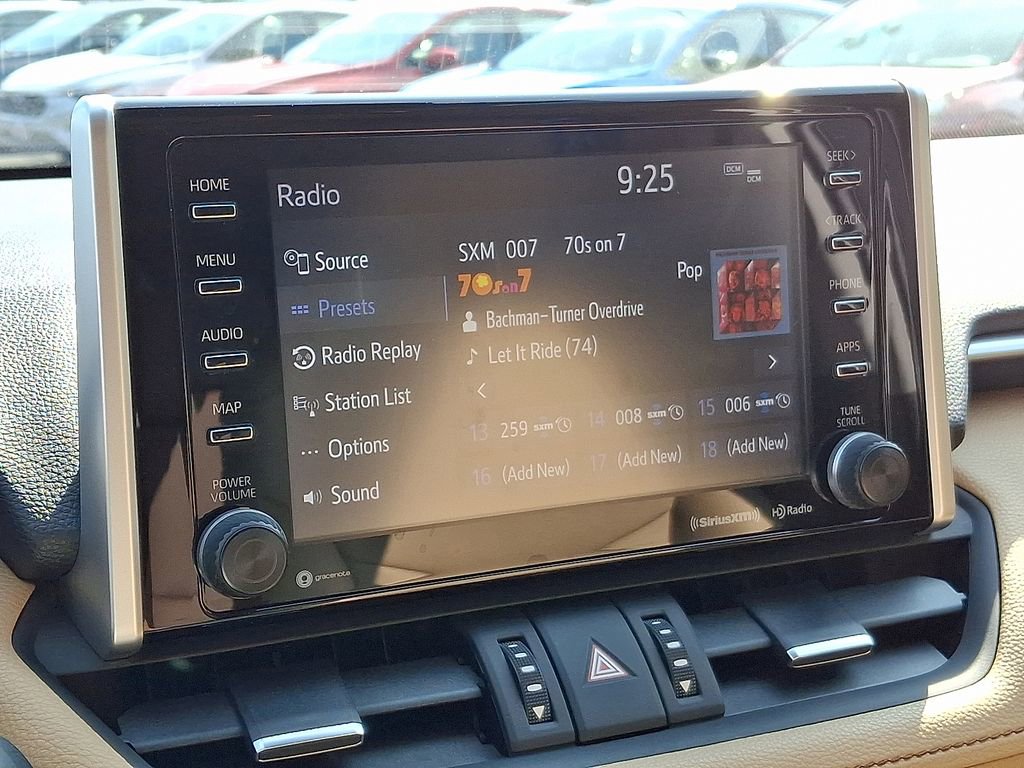 HOME
MENU
AUDIO
MAP
POWER
VOLUME
Radio
9:25
DCM
DCM
Source
Presets
Radio Replay
Station List
Options
Sound
SXM 007 70s on 7
70s on 7
Pop
Bachman-Turner Overdrive
Let It Ride (74)
13 259 sxm
14 008 sxm
15 006 sxm
16 (Add New)
17 (Add New)
18 (Add New)
SEEK>
<TRACK
PHONE
APPS
TUNE
SCROLL
gracenote
((SiriusXM))
HD Radio